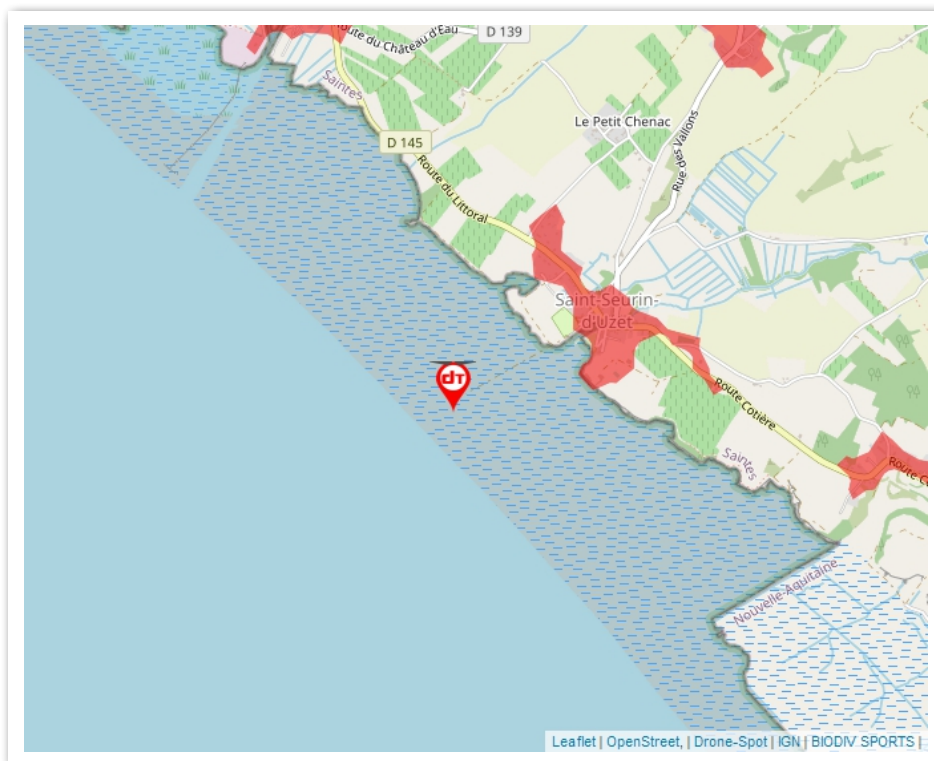 Route du Château d'Eau
D 139
Saintes
Le Petit Chenac
D 145
Rue des Vallons
Route du Littoral
Saint-Seurin-
d'Uzet
dT
Route Cotière
Saintes
Route C
Nouvelle-Aquitaine
Leaflet | OpenStreet, | Drone-Spot | IGN | BIODIV' SPORTS |